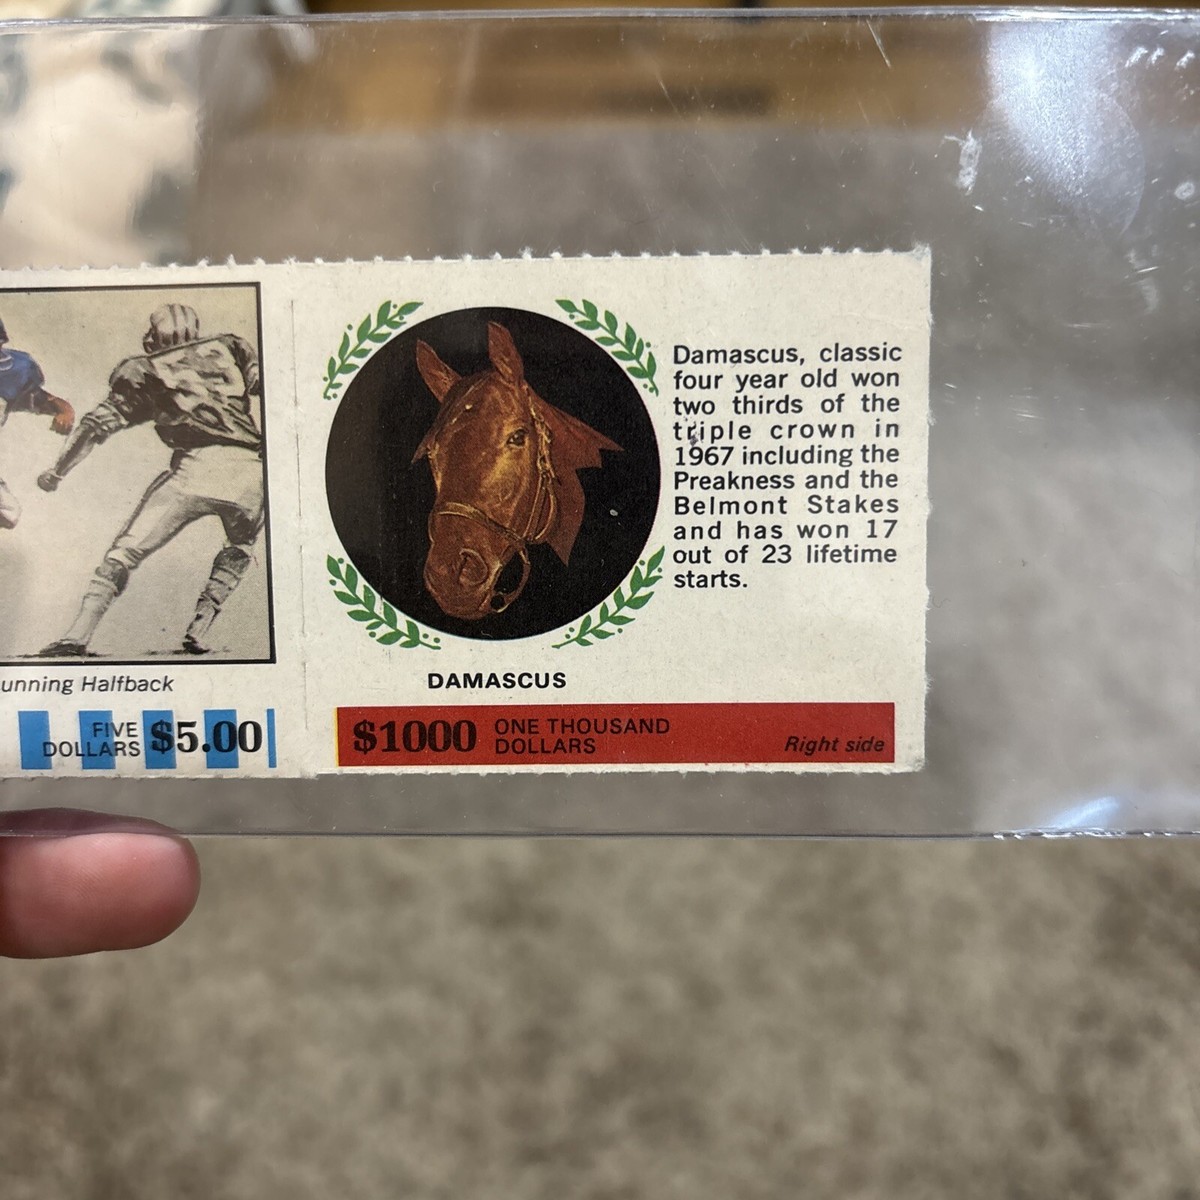 Damascus, classic
four year old won
two thirds of the
triple crown in
1967 including the
Preakness and the
Belmont Stakes
and has won 17
out of 23 lifetime
starts.
unning Halfback
DAMASCUS
FIVE
DOLLARS $5.00
$1000 ONE THOUSAND
DOLLARS
Right side